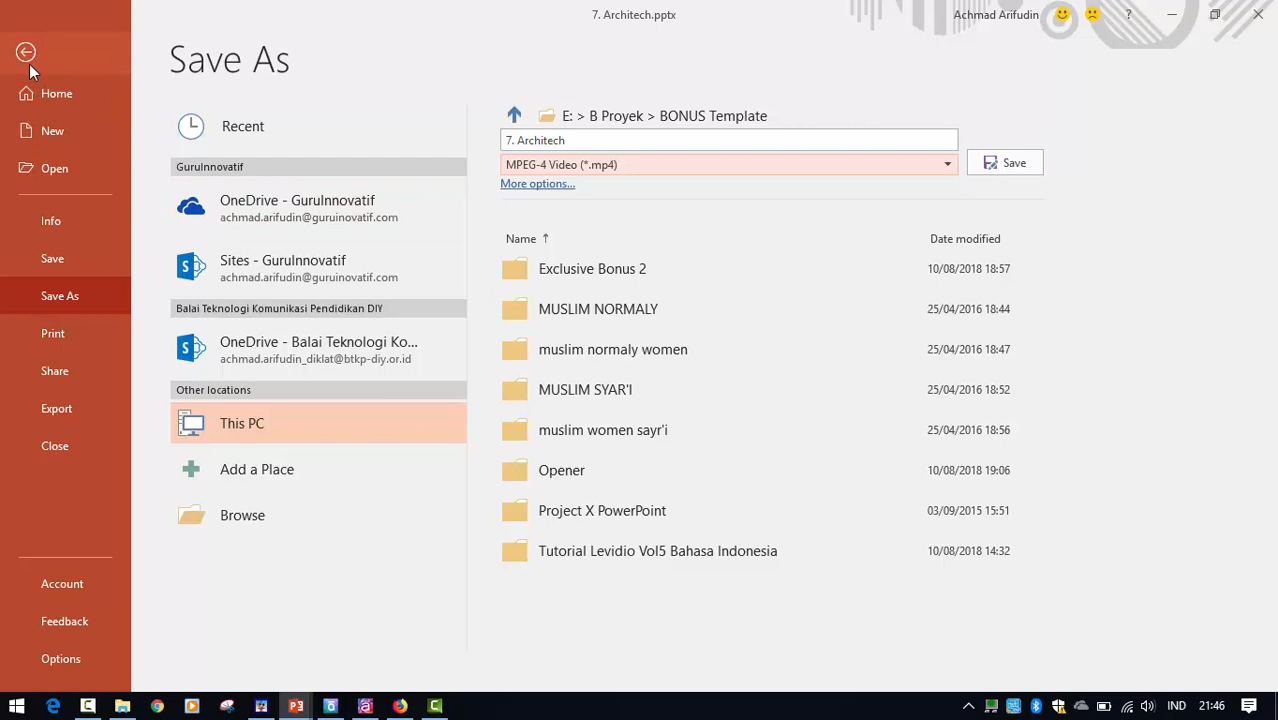 7. Architech.pptx
Achmad Arifudin
?
Save As
Home
New
Open
Info
Save
Save As
Print
Share
Export
Close
Account
Feedback
Options
Recent
GuruInnovatif
OneDrive - GuruInnovatif
achmad.arifudin@guruinovatif.com
Sites - GuruInnovatif
achmad.arifudin@guruinovatif.com
Balai Teknologi Komunikasi Pendidikan DIY
OneDrive - Balai Teknologi Ko...
achmad.arifudin_diklat@btkp-diy.or.id
Other locations
This PC
Add a Place
Browse
E: > B Proyek > BONUS Template
7. Architech
MPEG-4 Video (*.mp4)
Save
More options...
Name Date modified
Exclusive Bonus 2 10/08/2018 18:57
MUSLIM NORMALY 25/04/2016 18:44
muslim normaly women 25/04/2016 18:47
MUSLIM SYAR'I 25/04/2016 18:52
muslim women sayr'i 25/04/2016 18:56
Opener 10/08/2018 19:06
Project X PowerPoint 03/09/2015 15:51
Tutorial Levidio Vol5 Bahasa Indonesia 10/08/2018 14:32
IND 21:46